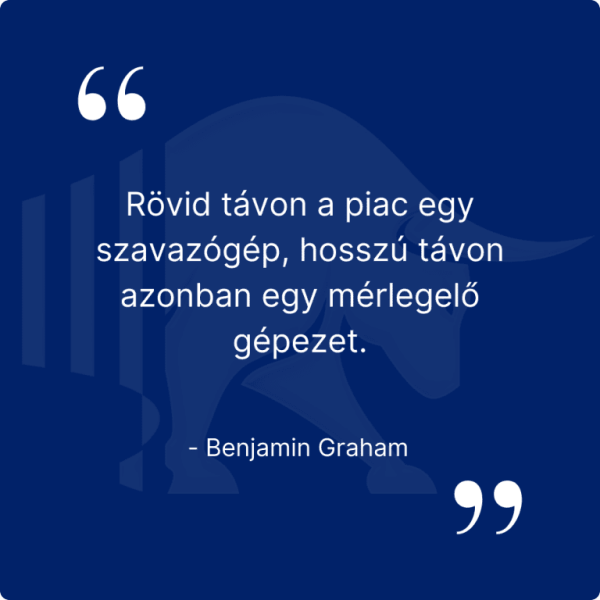 “
Rövid távon a piac egy
szavazógép, hosszú távon
azonban egy mérlegelő
gépezet.
- Benjamin Graham
”